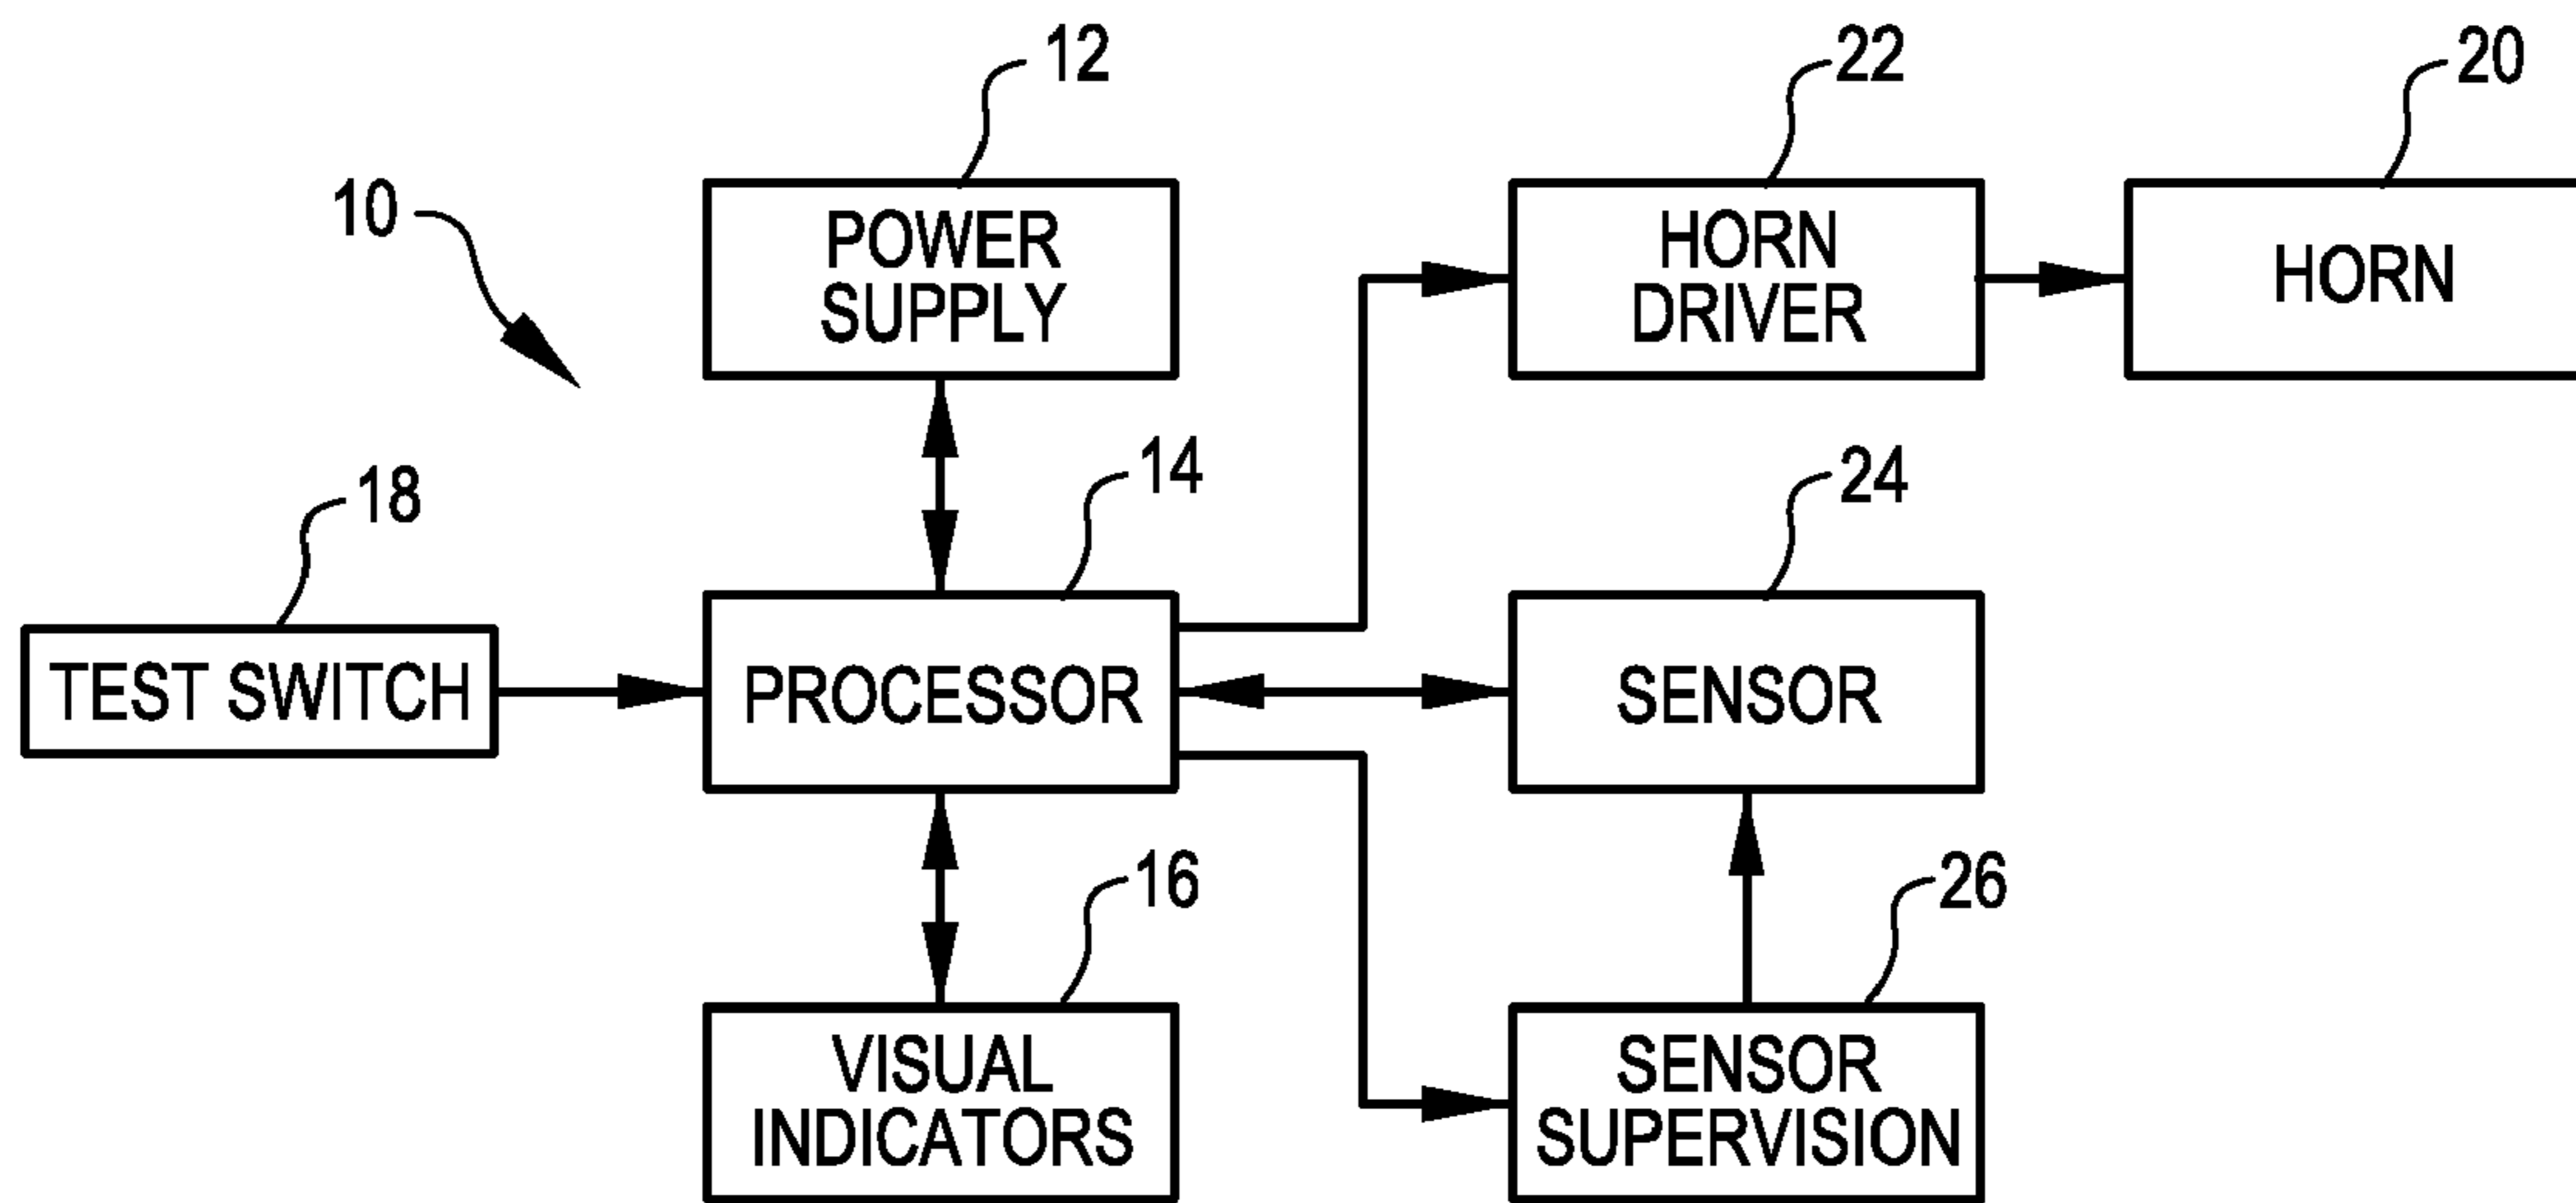 12
22
20
10
POWER
SUPPLY
HORN
DRIVER
HORN
18
14
24
TEST SWITCH
PROCESSOR
SENSOR
16
26
VISUAL
INDICATORS
SENSOR
SUPERVISION